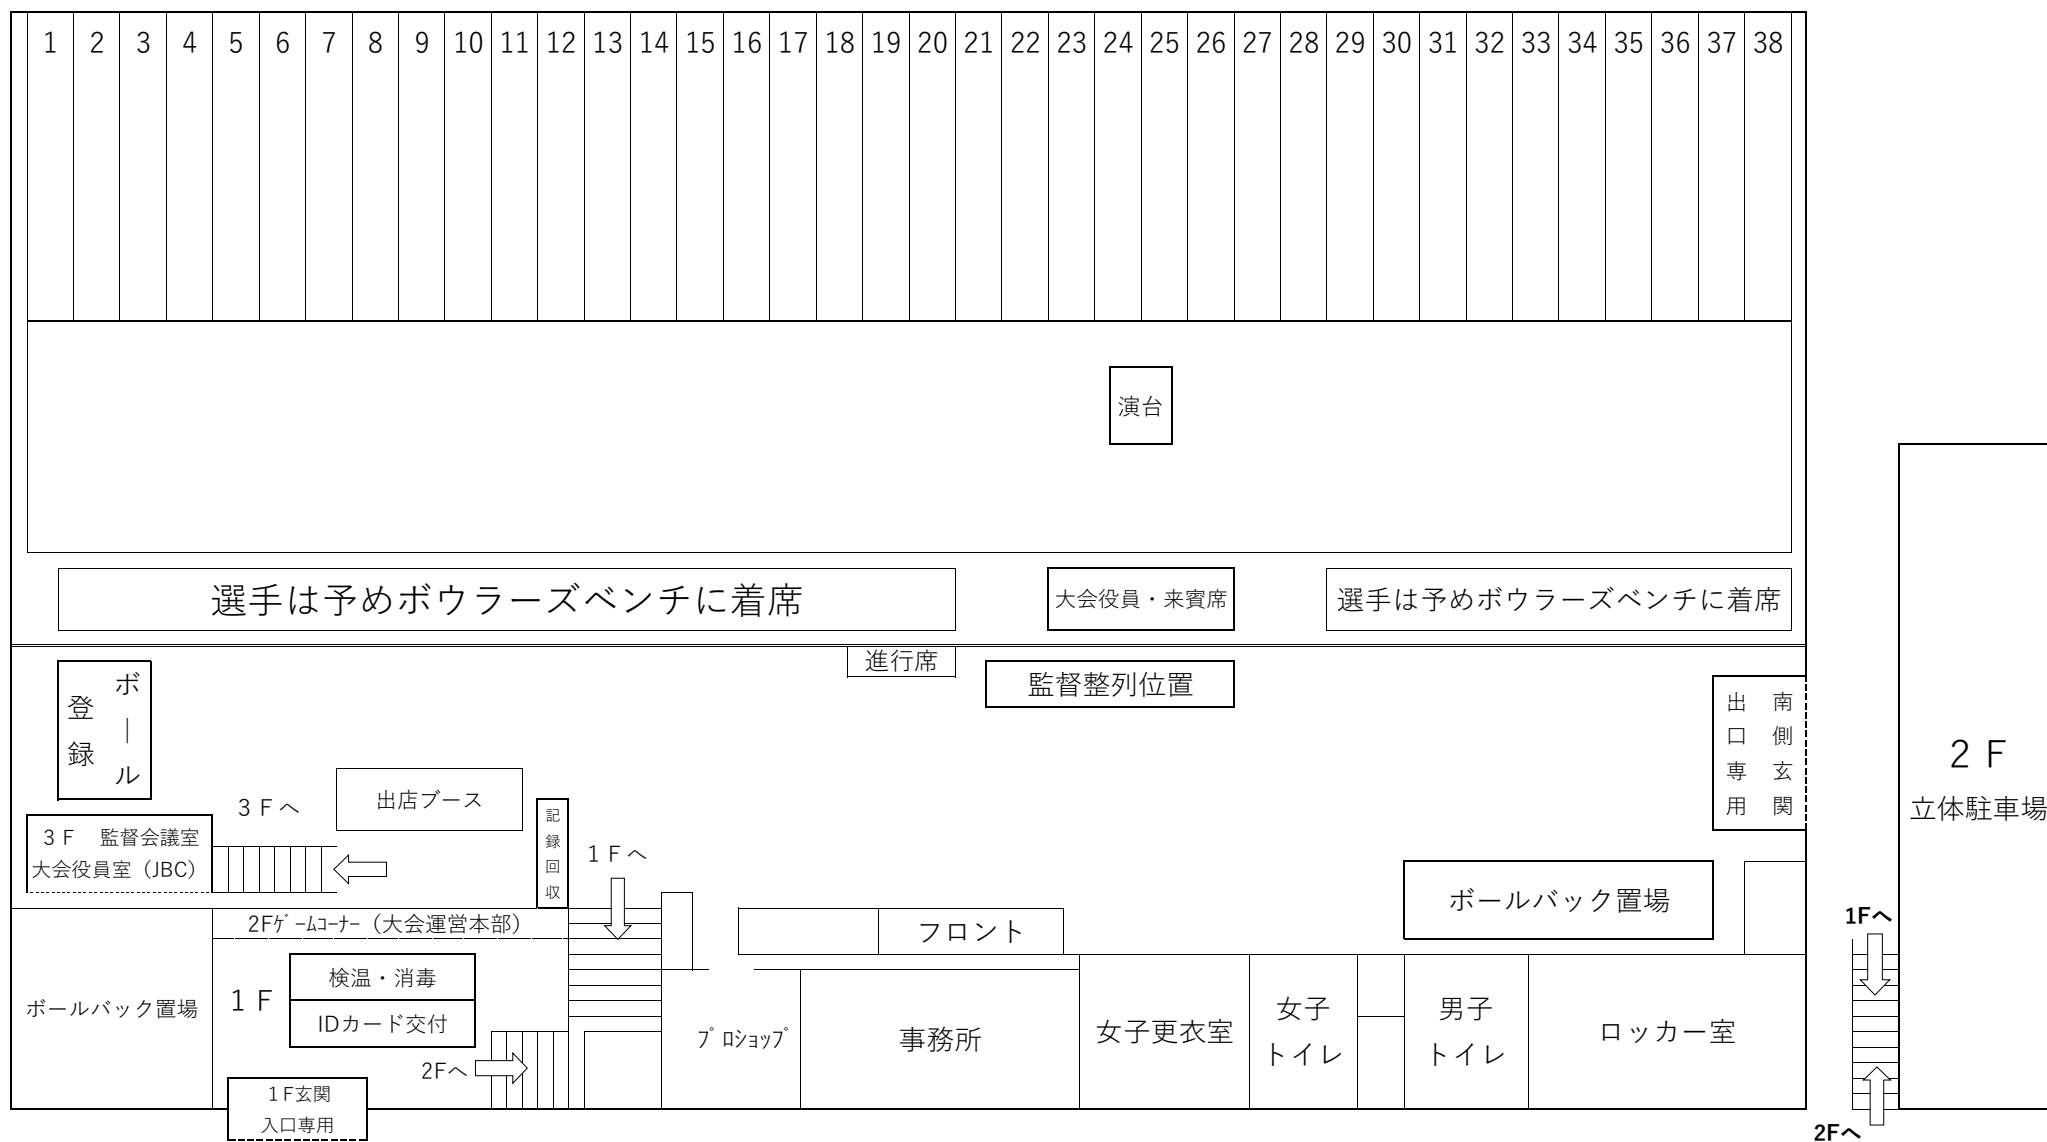 1 2 3 4 5 6 7 8 9 10 11 12 13 14 15 16 17 18 19 20 21 22 23 24 25 26 27 28 29 30 31 32 33 34 35 36 37 38
演台
選手は予めボウラーズベンチに着席
大会役員・来賓席
選手は予めボウラーズベンチに着席
進行席
監督整列位置
ボール
登録
南側玄関
出口専用
2F
立体駐車場
出店ブース
3Fへ
記録回収
3F 監督会議室
大会役員室（JBC）
1Fへ
ボールバック置場
2Fｹﾞｰﾑｺｰﾅｰ（大会運営本部）
フロント
1Fへ
検温・消毒
1F
IDカード交付
ボールバック置場
2Fへ
ﾌﾟﾛｼｮｯﾌﾟ
事務所
女子更衣室
女子
トイレ
男子
トイレ
ロッカー室
1F玄関
入口専用
2Fへ